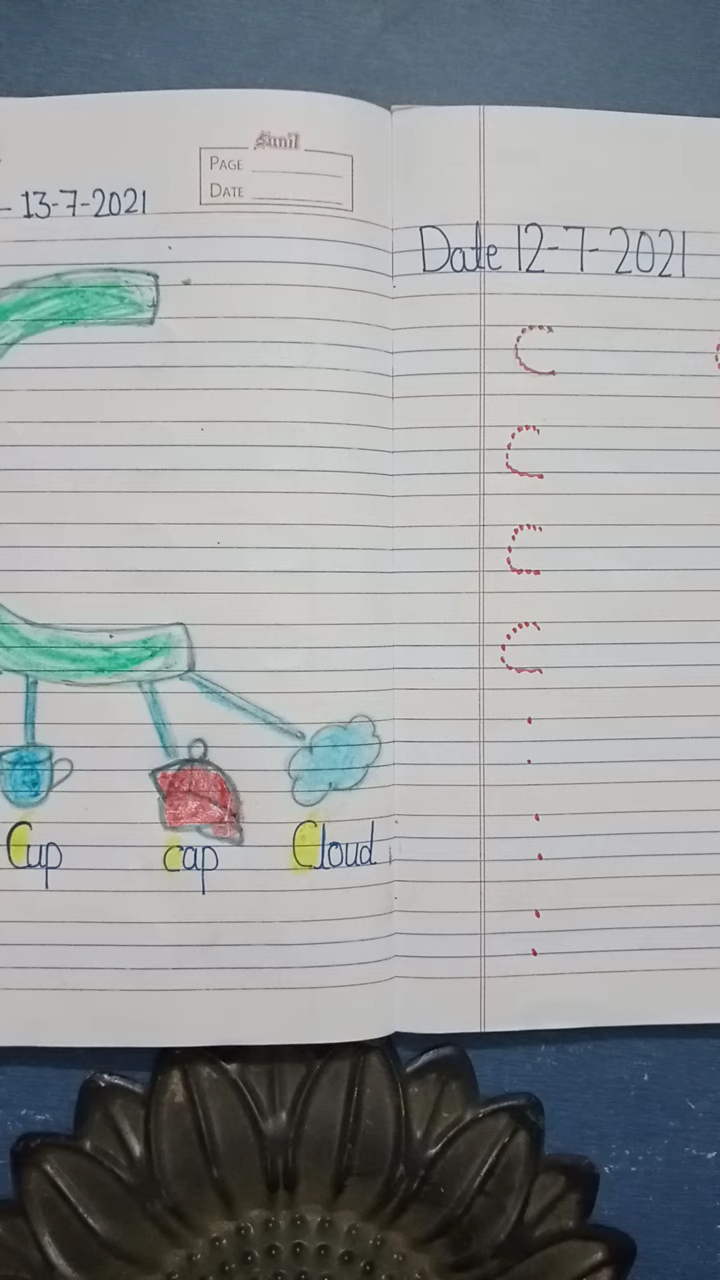 Sunil
PAGE
DATE
- 13-7-2021
Cup cap Cloud
Date 12-7-2021
C
C
C
C